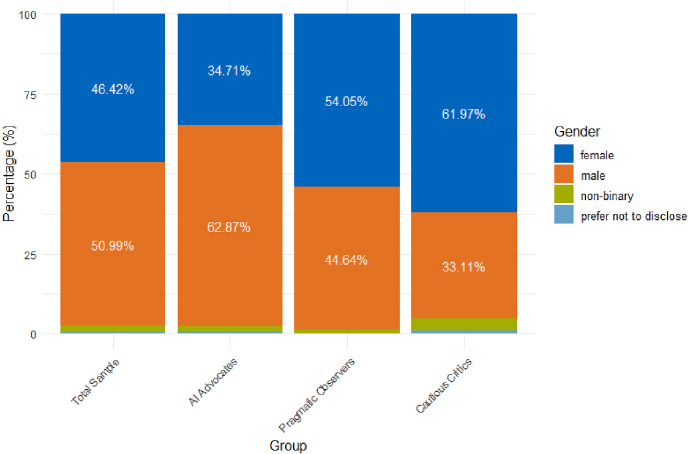 Percentage (%)
100
75
50
25
0
46.42%
50.99%
34.71%
62.87%
54.05%
44.64%
61.97%
33.11%
Total Sample
AI Advocates
Pragmatic Observers
Cautious Critics
Group
Gender
female
male
non-binary
prefer not to disclose